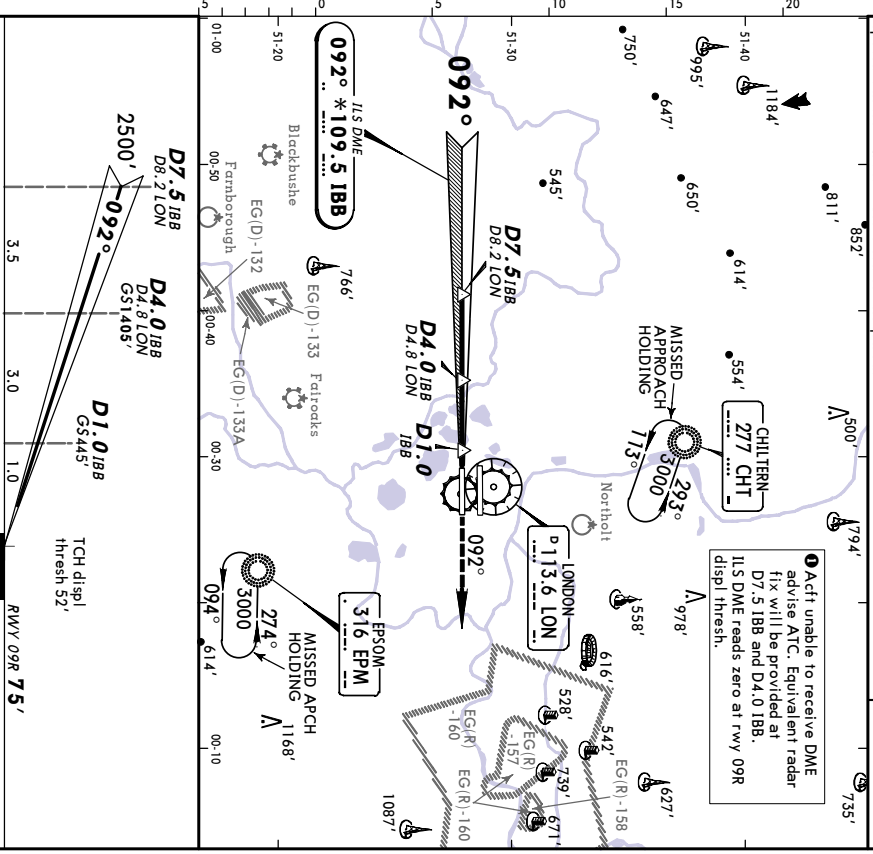 5
0
5
10
15
20
01-00
51-20
51-30
51-40
750'
995'
1184'
647'
ILS DME
092° *109.5 IBB
092°
545'
650'
811'
852'
00-50
Blackbushe
Farnborough
EG(D)-132
766'
EG(D)-133
00-40
EG(D)-133A
Fairoaks
D7.5 IBB
D8.2 LON
D4.0 IBB
D4.8 LON
D1.0
IBB
614'
554'
MISSED
APPROACH
HOLDING
CHILTERN
277 CHT
293°
3000
113°
500'
00-30
Northolt
794'
LONDON
D 113.6 LON
092°
1 Acft unable to receive DME
advise ATC. Equivalent radar
fix will be provided at
D7.5 IBB and D4.0 IBB.
ILS DME reads zero at rwy 09R
displ thresh.
558'
978'
616'
EPSOM
316 EPM
274°
3000
094°
MISSED APCH
HOLDING
614'
1168'
528'
542'
EG(R)
-160
EG(R)
-157
739'
EG(R)-158
EG(R)-160
671'
627'
735'
00-10
1087'
2500'
D7.5 IBB
D8.2 LON
092°
D4.0 IBB
D4.8 LON
GS1405'
D1.0 IBB
GS445'
3.5
3.0
1.0
TCH displ
thresh 52'
RWY 09R 75'